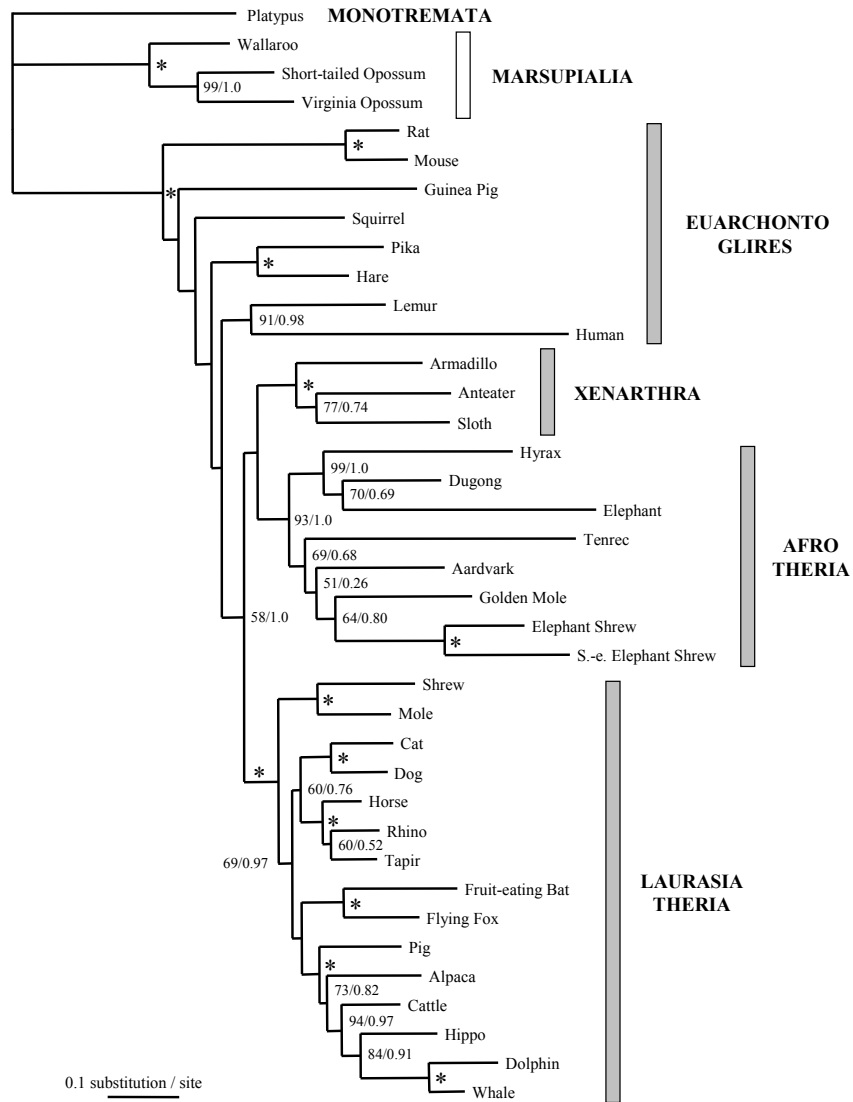 Platypus
MONOTREMATA
Wallaroo
*
Short-tailed Opossum
99/1.0
Virginia Opossum
MARSUPIALIA
Rat
*
Mouse
*
Guinea Pig
Squirrel
Pika
*
Hare
Lemur
91/0.98
Human
EUARCHONTO
GLIRES
Armadillo
*
Anteater
77/0.74
Sloth
XENARTHRA
Hyrax
99/1.0
Dugong
70/0.69
Elephant
93/1.0
Tenrec
69/0.68
Aardvark
51/0.26
Golden Mole
64/0.80
Elephant Shrew
*
S.-e. Elephant Shrew
AFRO
THERIA
58/1.0
Shrew
*
Mole
*
Cat
*
Dog
60/0.76
Horse
*
Rhino
60/0.52
Tapir
69/0.97
Fruit-eating Bat
*
Flying Fox
Pig
*
Alpaca
73/0.82
Cattle
94/0.97
Hippo
84/0.91
Dolphin
*
Whale
LAURASIA
THERIA
0.1 substitution / site